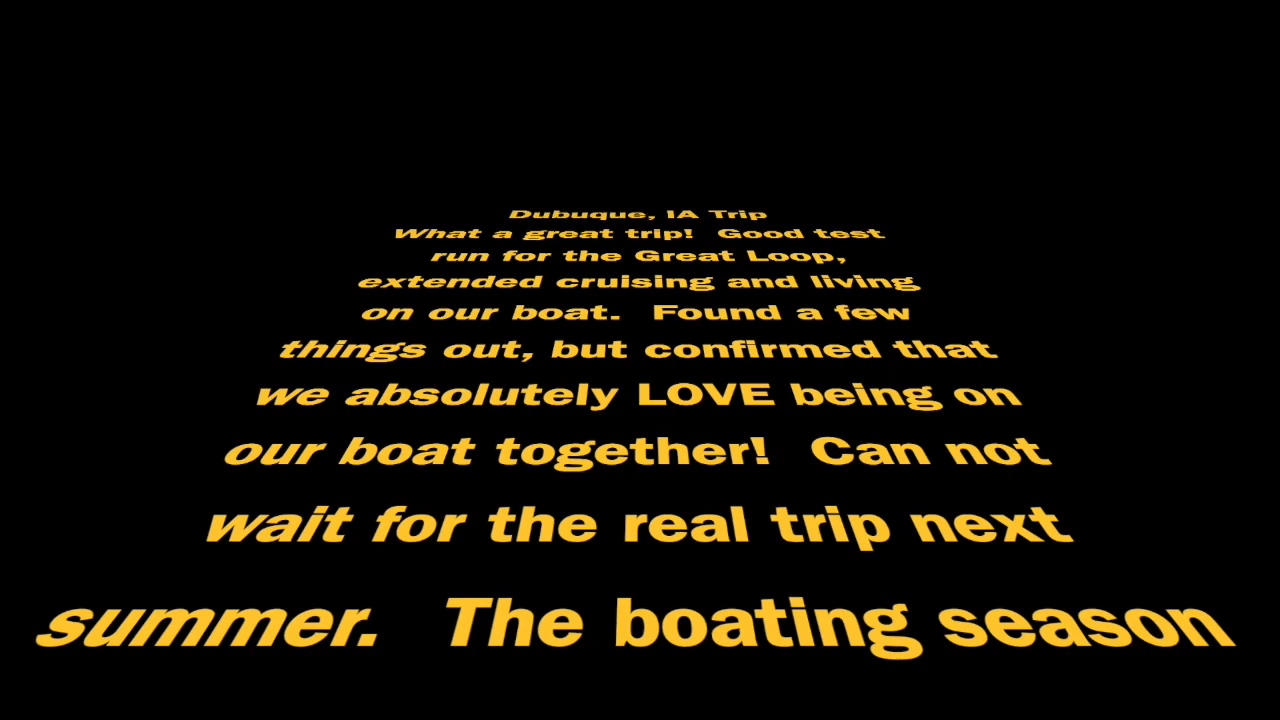 Dubuque, IA Trip
What a great trip!  Good test
run for the Great Loop,
extended cruising and living
on our boat.  Found a few
things out, but confirmed that
we absolutely LOVE being on
our boat together!  Can not
wait for the real trip next
summer.  The boating season